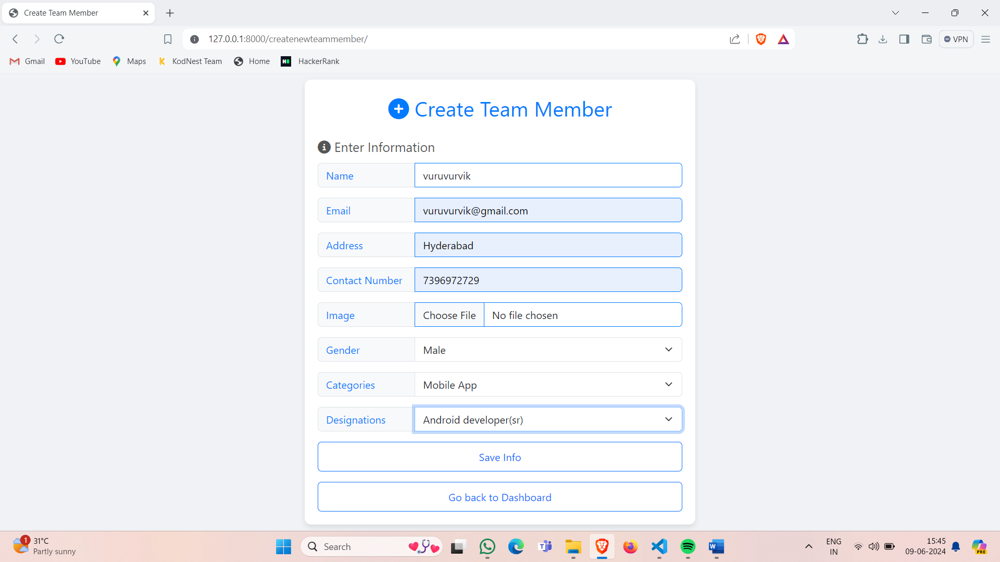 Create Team Member
127.0.0.1:8000/createnewteammember/
VPN
Gmail
YouTube
Maps
KodNest Team
Home
HackerRank
Create Team Member
Enter Information
Name
vuruvurvik
Email
vuruvurvik@gmail.com
Address
Hyderabad
Contact Number
7396972729
Image
Choose File
No file chosen
Gender
Male
Categories
Mobile App
Designations
Android developer(sr)
Save Info
Go back to Dashboard
1
31°C
Partly sunny
Search
ENG
IN
15:45
09-06-2024
PRE